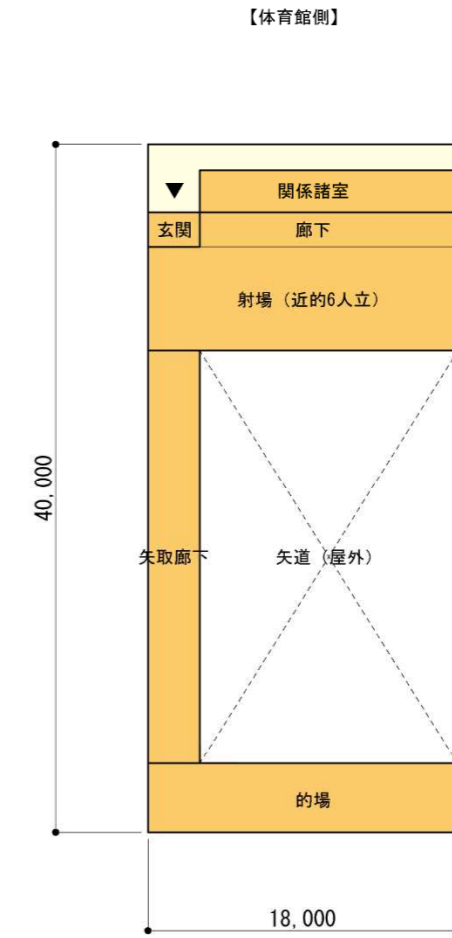 【体育館側】
関係諸室
玄関
廊下
射場（近的6人立）
40,000
矢取廊下
矢道（屋外）
的場
18,000